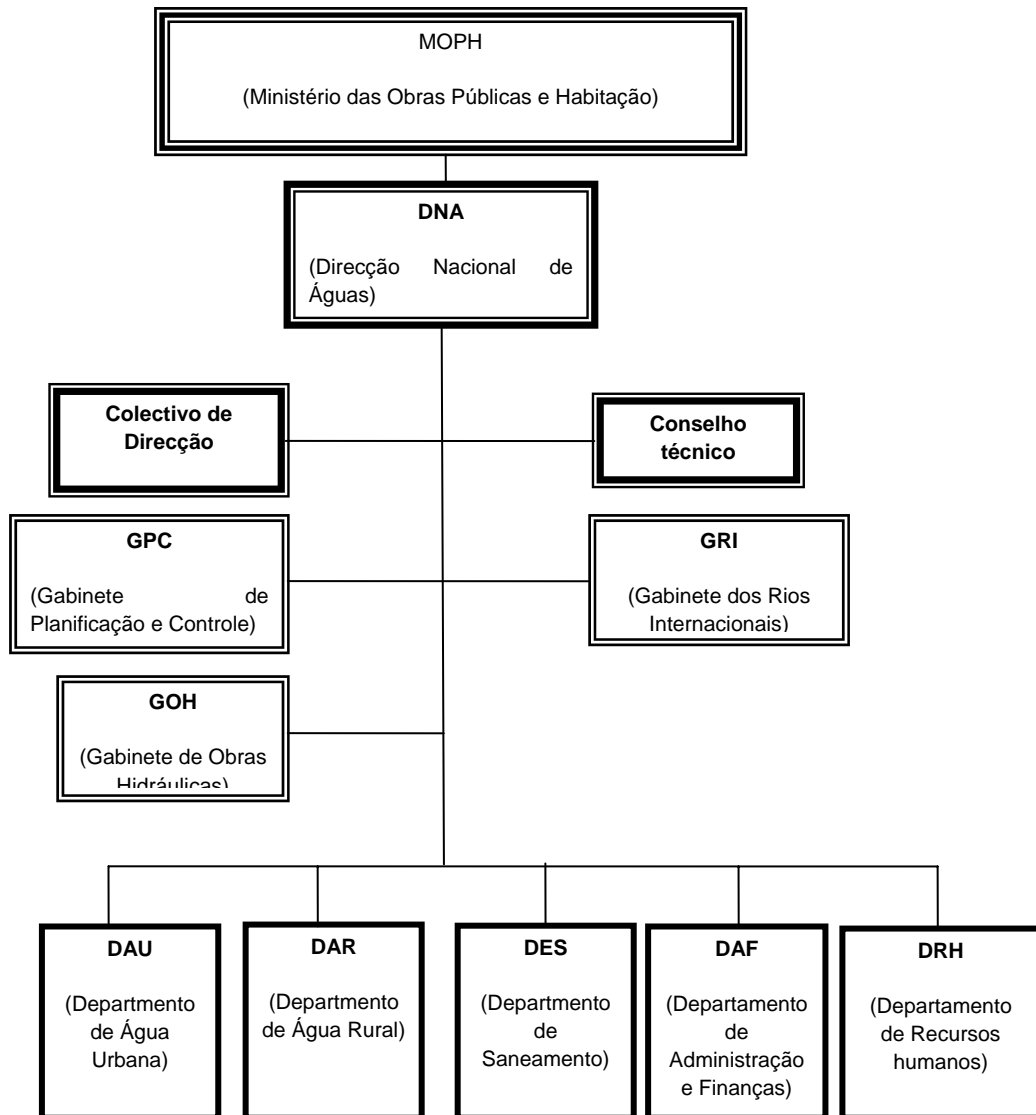 MOPH
(Ministério das Obras Públicas e Habitação)
DNA
(Direcção Nacional de
Águas)
Colectivo de
Direcção
Conselho
técnico
GPC
(Gabinete de
Planificação e Controle)
GRI
(Gabinete dos Rios
Internacionais)
GOH
(Gabinete de Obras
Hidráulicas)
DAU
(Departmento
de Água
Urbana)
DAR
(Departmento
de Água Rural)
DES
(Departmento
de
Saneamento)
DAF
(Departamento
de
Administração
e Finanças)
DRH
(Departamento
de Recursos
humanos)